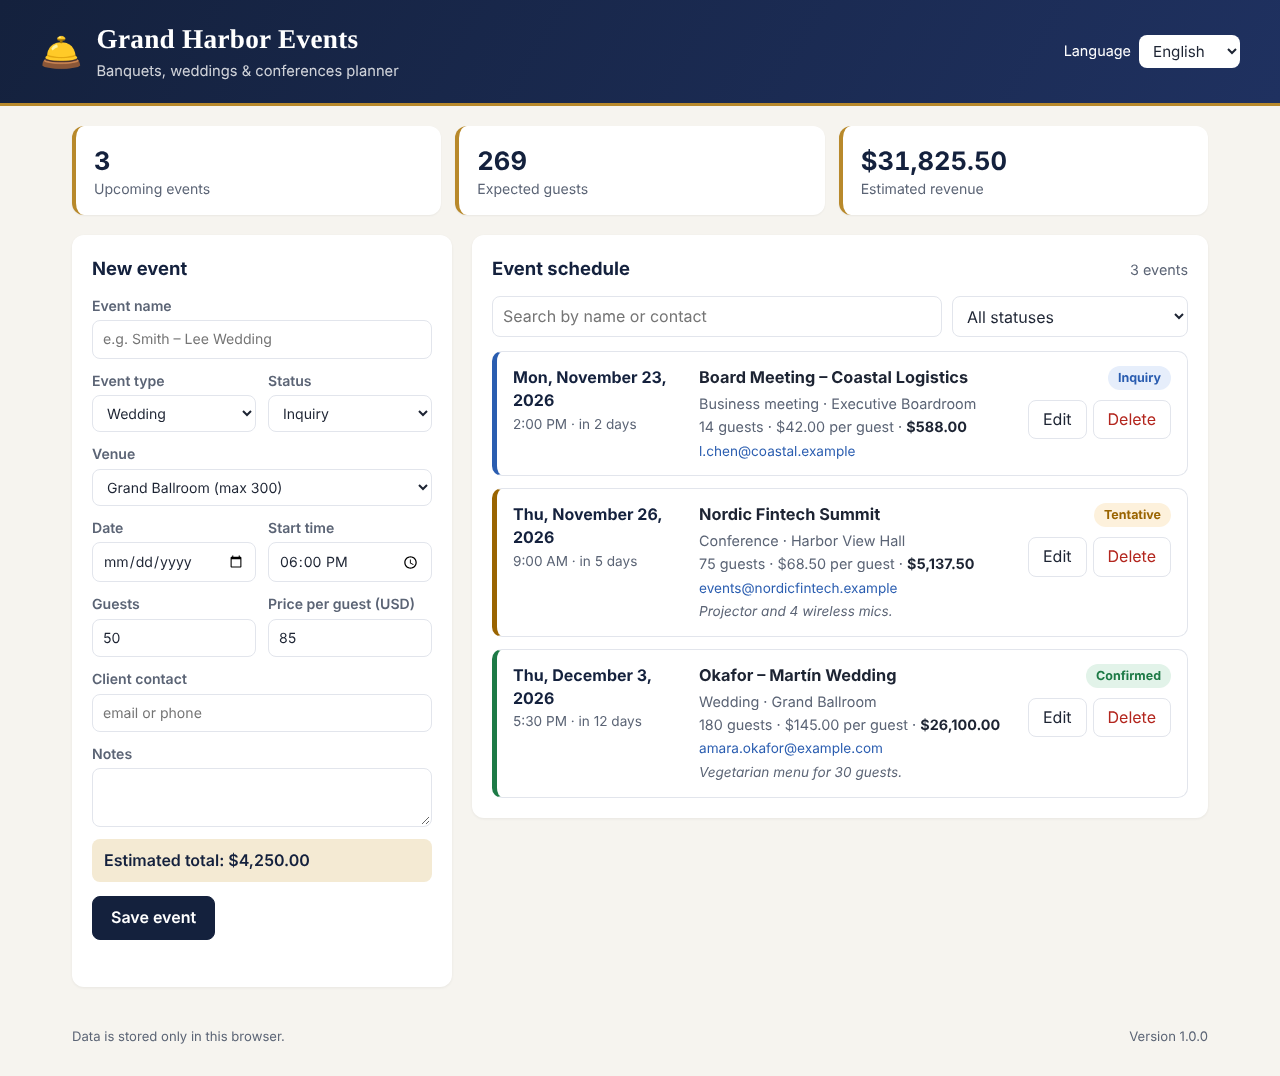 Grand Harbor Events
Banquets, weddings & conferences planner
Language
English
3
Upcoming events
269
Expected guests
$31,825.50
Estimated revenue
New event
Event name
e.g. Smith – Lee Wedding
Event type
Status
Wedding
Inquiry
Venue
Grand Ballroom (max 300)
Date
Start time
mm/dd/yyyy
06:00 PM
Guests
Price per guest (USD)
50
85
Client contact
email or phone
Notes
Estimated total: $4,250.00
Save event
Event schedule
3 events
Search by name or contact
All statuses
Mon, November 23,
2026
2:00 PM · in 2 days
Board Meeting – Coastal Logistics
Business meeting · Executive Boardroom
14 guests · $42.00 per guest · $588.00
l.chen@coastal.example
Inquiry
Edit
Delete
Thu, November 26,
2026
9:00 AM · in 5 days
Nordic Fintech Summit
Conference · Harbor View Hall
75 guests · $68.50 per guest · $5,137.50
events@nordicfintech.example
Projector and 4 wireless mics.
Tentative
Edit
Delete
Thu, December 3,
2026
5:30 PM · in 12 days
Okafor – Martín Wedding
Wedding · Grand Ballroom
180 guests · $145.00 per guest · $26,100.00
amara.okafor@example.com
Vegetarian menu for 30 guests.
Confirmed
Edit
Delete
Data is stored only in this browser.
Version 1.0.0